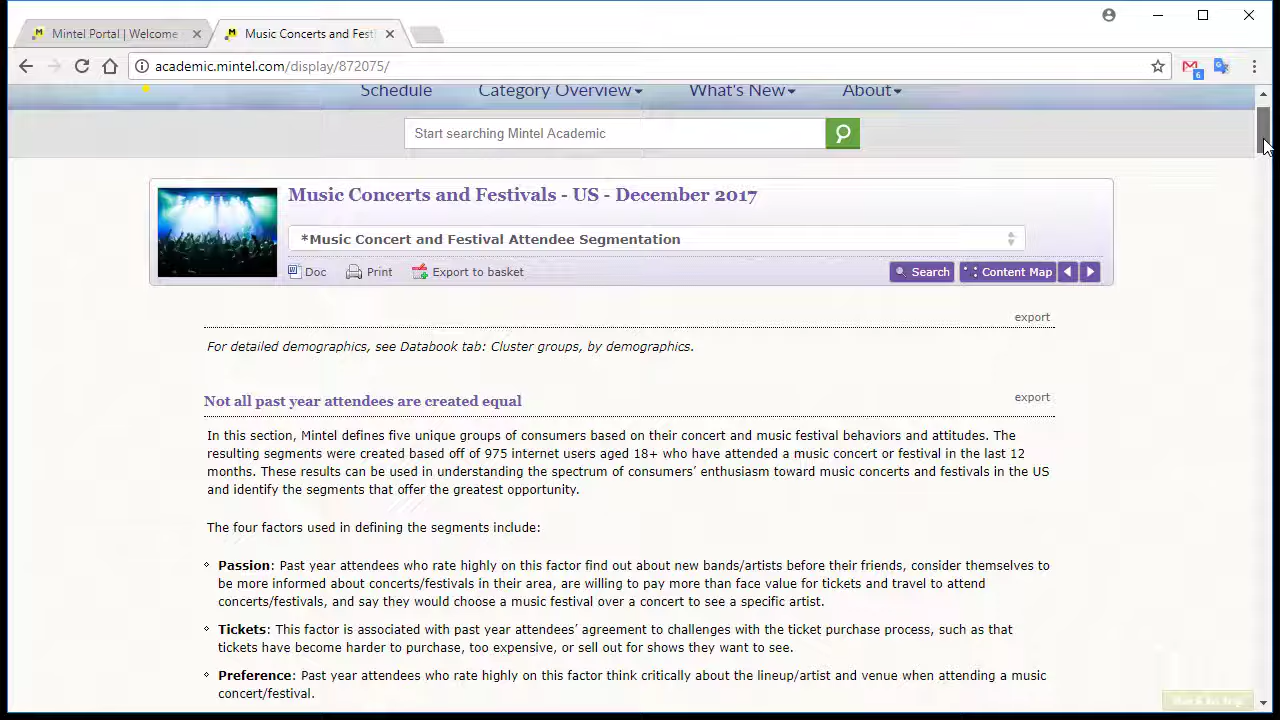 Mintel Portal | Welcome
Music Concerts and Fest
academic.mintel.com/display/872075/
6
Schedule Category Overview What's New About
Start searching Mintel Academic
Music Concerts and Festivals - US - December 2017
*Music Concert and Festival Attendee Segmentation
Doc Print Export to basket Search Content Map
export
For detailed demographics, see Databook tab: Cluster groups, by demographics.
Not all past year attendees are created equal export
In this section, Mintel defines five unique groups of consumers based on their concert and music festival behaviors and attitudes. The
resulting segments were created based off of 975 internet users aged 18+ who have attended a music concert or festival in the last 12
months. These results can be used in understanding the spectrum of consumers' enthusiasm toward music concerts and festivals in the US
and identify the segments that offer the greatest opportunity.
The four factors used in defining the segments include:
Passion: Past year attendees who rate highly on this factor find out about new bands/artists before their friends, consider themselves to
be more informed about concerts/festivals in their area, are willing to pay more than face value for tickets and travel to attend
concerts/festivals, and say they would choose a music festival over a concert to see a specific artist.
Tickets: This factor is associated with past year attendees' agreement to challenges with the ticket purchase process, such as that
tickets have become harder to purchase, too expensive, or sell out for shows they want to see.
Preference: Past year attendees who rate highly on this factor think critically about the lineup/artist and venue when attending a music
concert/festival.